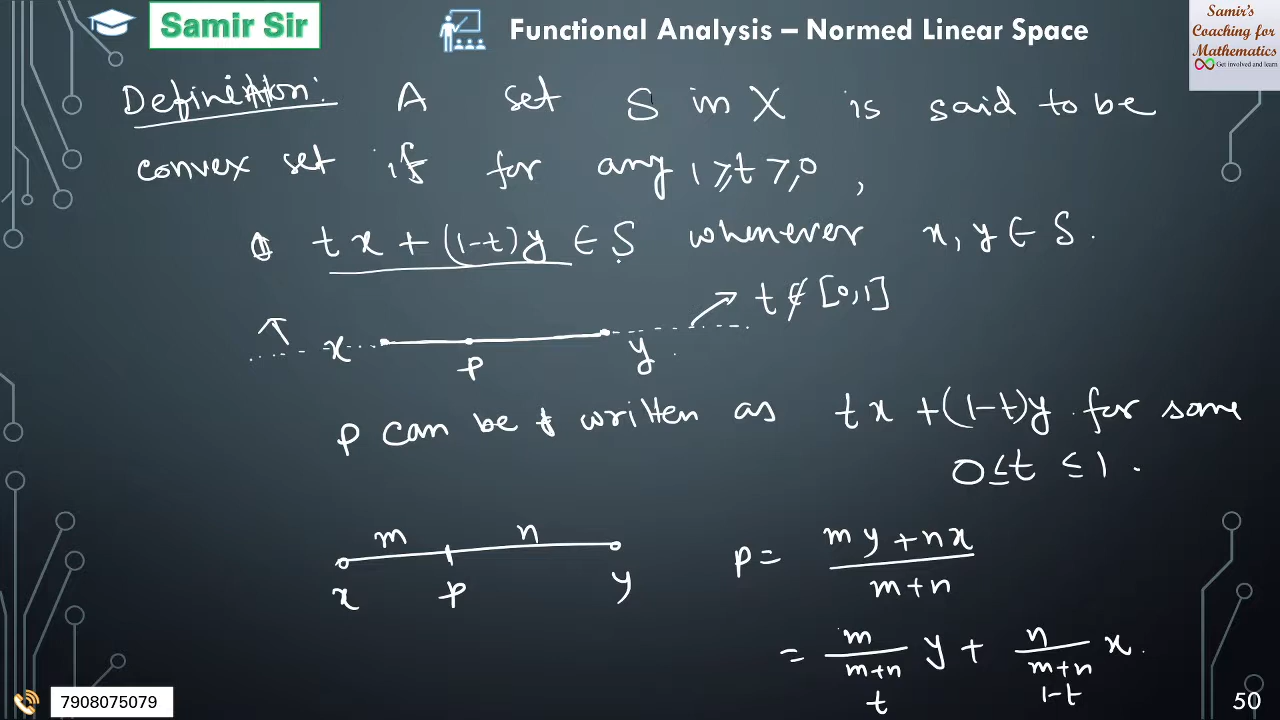 Samir Sir
Functional Analysis – Normed Linear Space
Samir's
Coaching for
Mathematics
Get involved and learn
Definition: A set S in X is said to be
convex set if for any 1 ≥ t ≥ 0 ,
tx + (1-t)y ∈ S whenever x, y ∈ S.
t ∉ [0,1]
x
p
y
p can be written as tx + (1-t)y for some
0 ≤ t ≤ 1.
m n
x p y
p = my + nx / m+n
= m/m+n y + n/m+n x.
t 1-t
7908075079
50